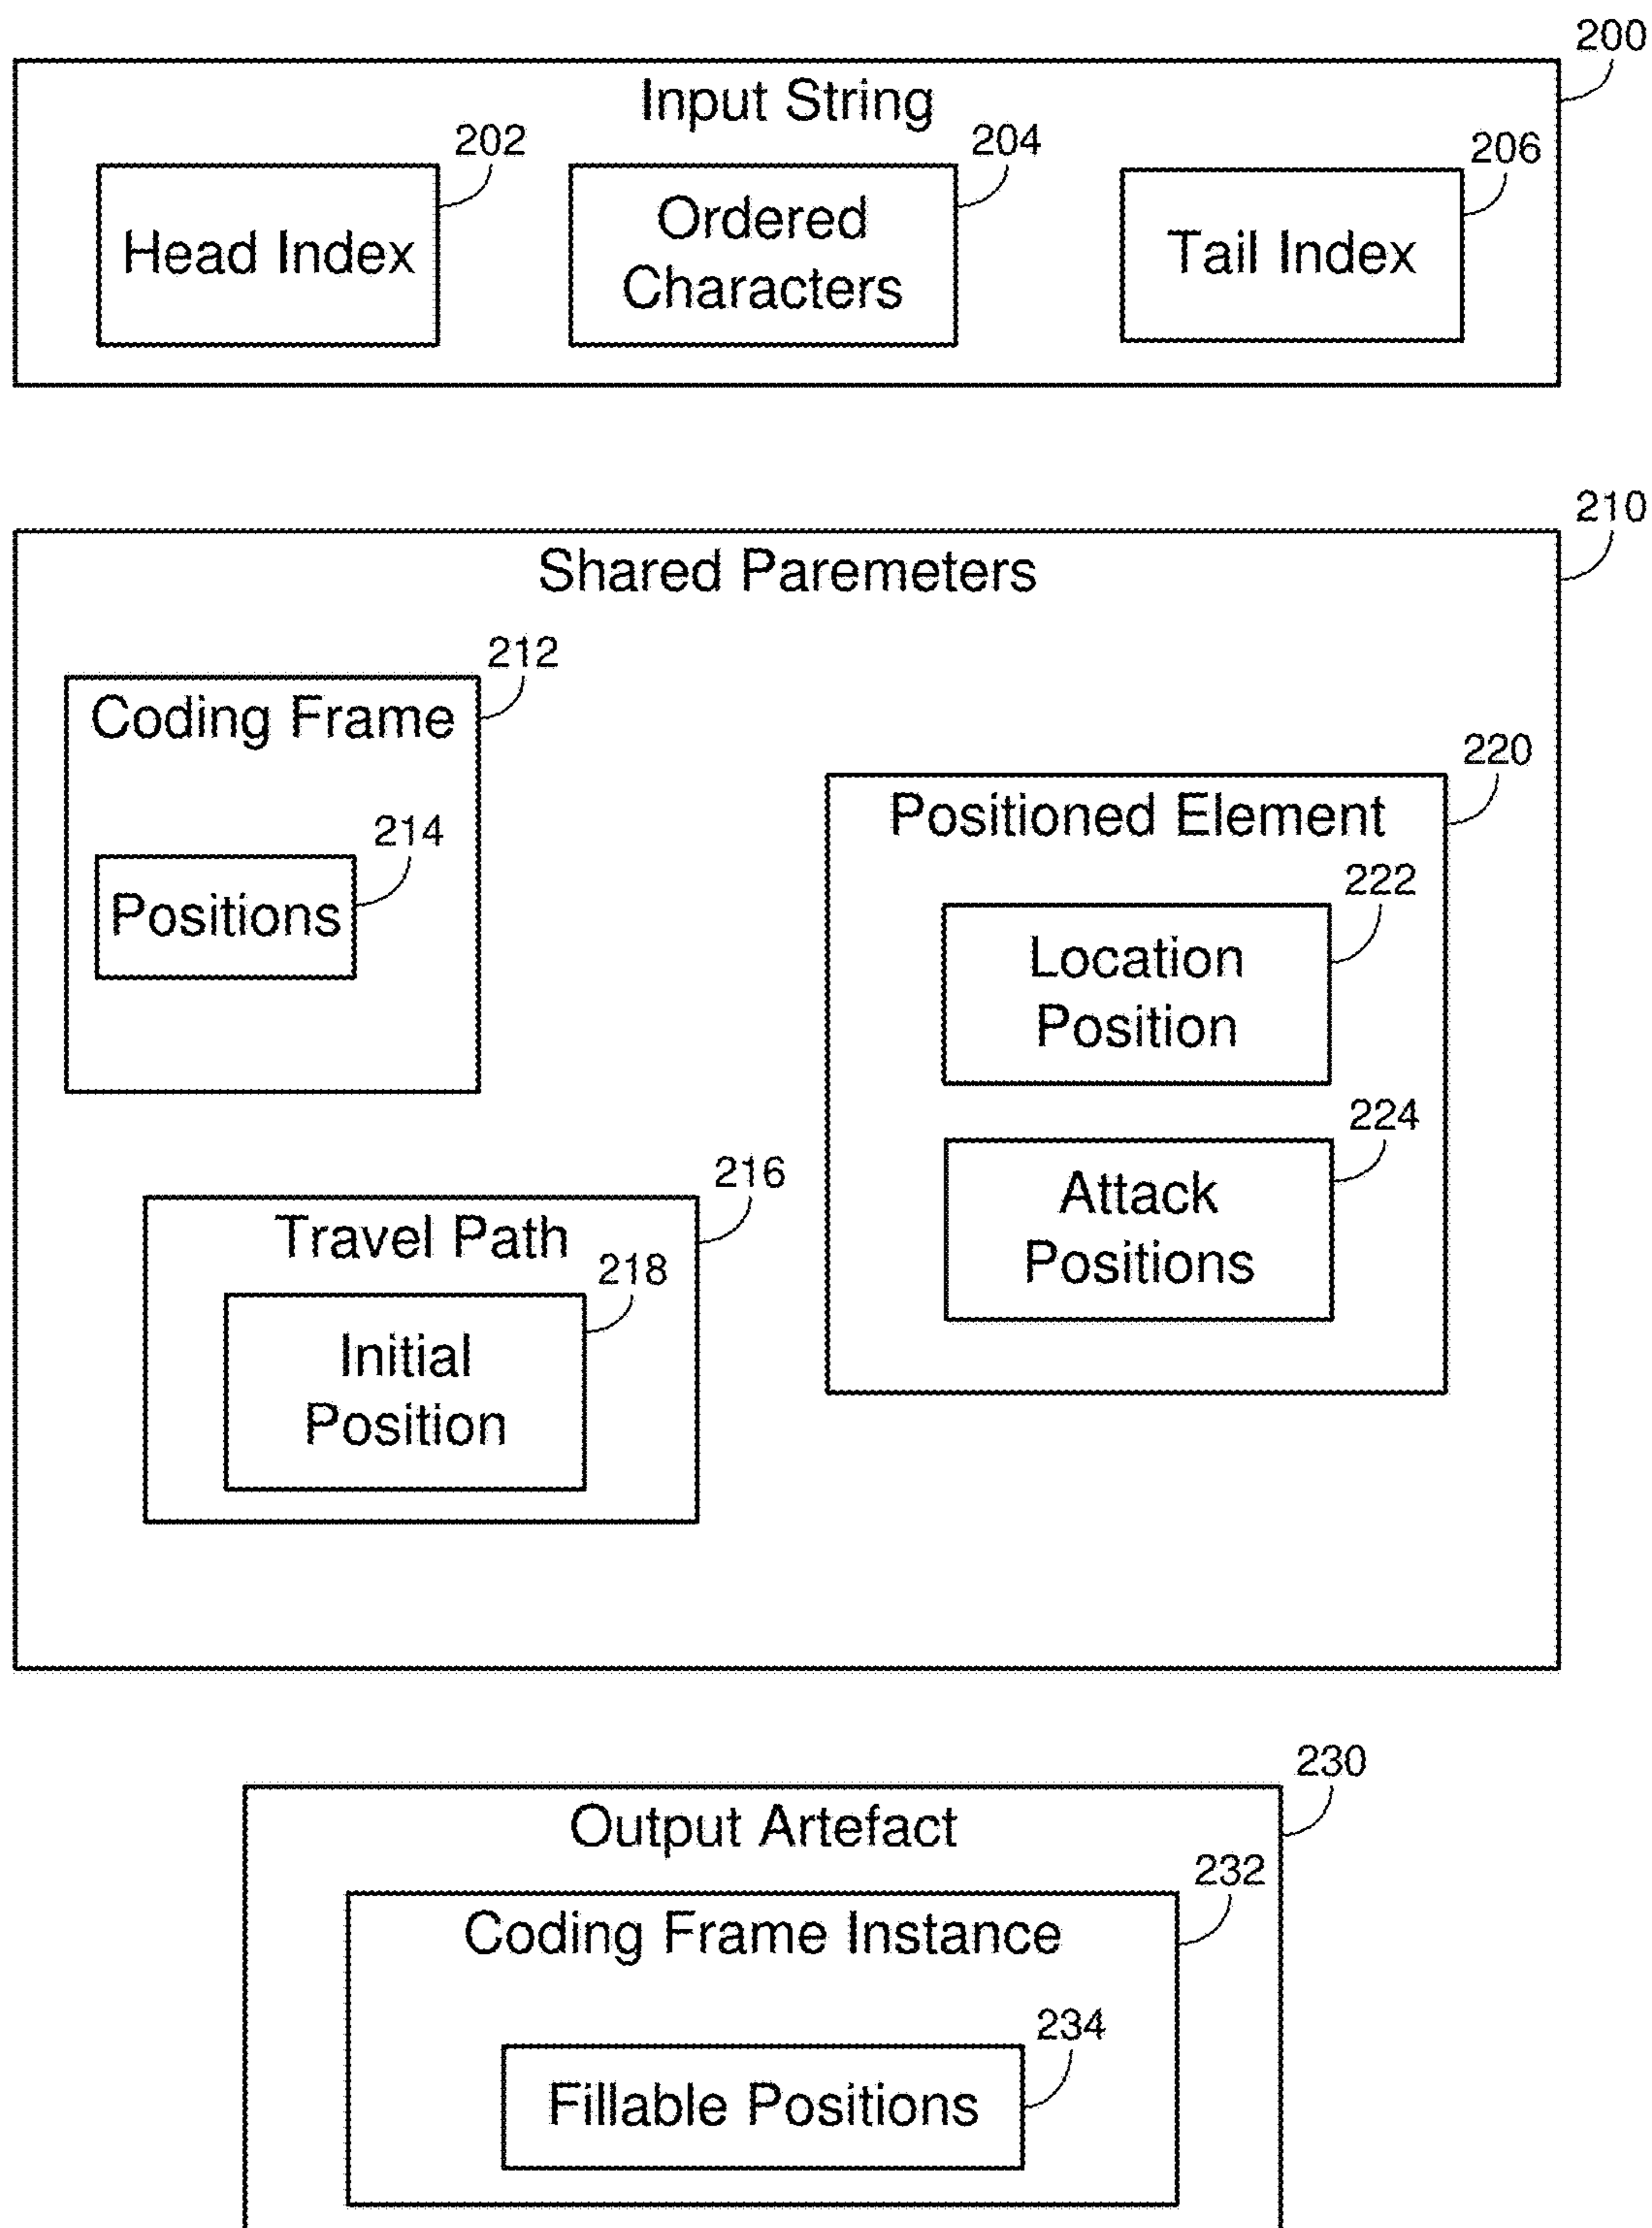 200
Input String
202
204
206
Head Index
Ordered
Characters
Tail Index
210
Shared Paremeters
212
Coding Frame
214
Positions
220
Positioned Element
222
Location
Position
224
Attack
Positions
216
Travel Path
218
Initial
Position
230
Output Artefact
232
Coding Frame Instance
234
Fillable Positions